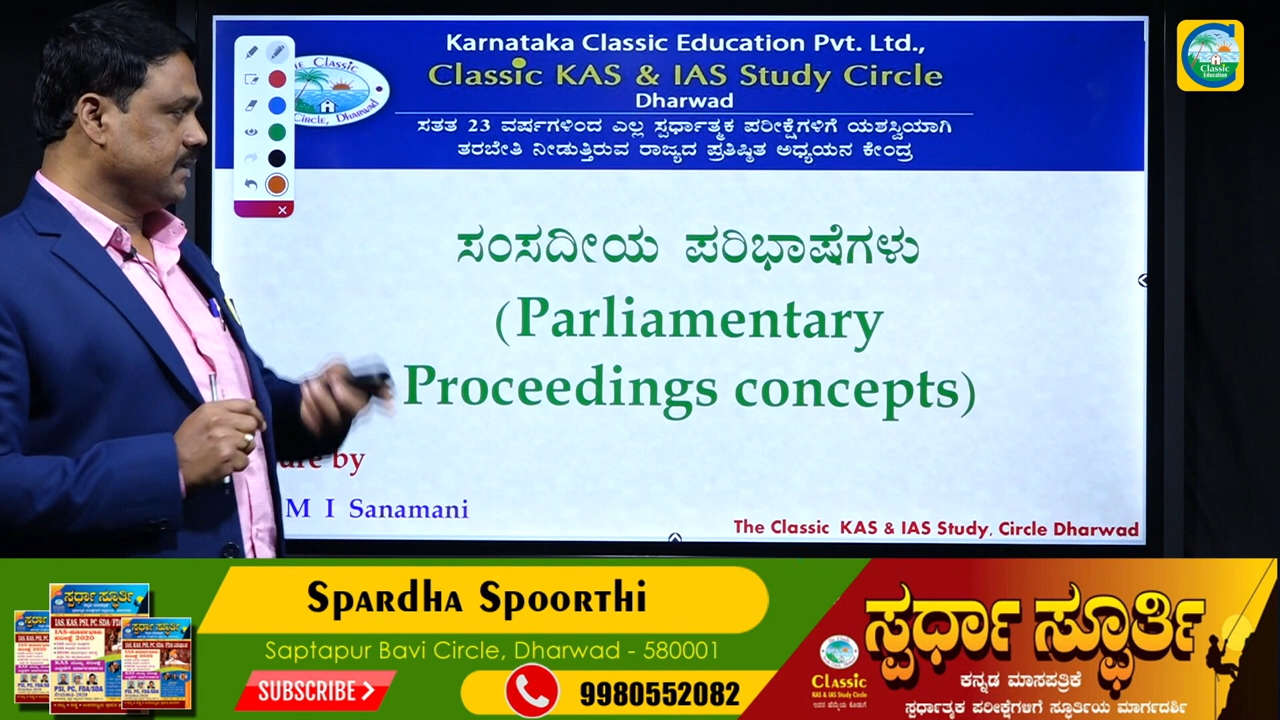 Karnataka Classic Education Pvt. Ltd.,
Classic KAS & IAS Study Circle
Dharwad
ಸತತ 23 ವರ್ಷಗಳಿಂದ ಎಲ್ಲ ಸ್ಪರ್ಧಾತ್ಮಕ ಪರೀಕ್ಷೆಗಳಿಗೆ ಯಶಸ್ವಿಯಾಗಿ
ತರಬೇತಿ ನೀಡುತ್ತಿರುವ ರಾಜ್ಯದ ಪ್ರತಿಷ್ಠಿತ ಅಧ್ಯಯನ ಕೇಂದ್ರ
Classic
Education
ಸಂಸದೀಯ ಪರಿಭಾಷೆಗಳು
(Parliamentary
Proceedings concepts)
by
M I Sanamani
The Classic KAS & IAS Study, Circle Dharwad
Spardha Spoorthi
Saptapur Bavi Circle, Dharwad - 580001
SUBSCRIBE
9980552082
ಸ್ಪರ್ಧಾ ಸ್ಪೂರ್ತಿ
ಕನ್ನಡ ಮಾಸಪತ್ರಿಕೆ
ಸ್ಪರ್ಧಾತ್ಮಕ ಪರೀಕ್ಷೆಗಳಿಗೆ ಸ್ಫೂರ್ತಿಯ ಮಾರ್ಗದರ್ಶಿ
Classic
KAS & IAS Study Circle